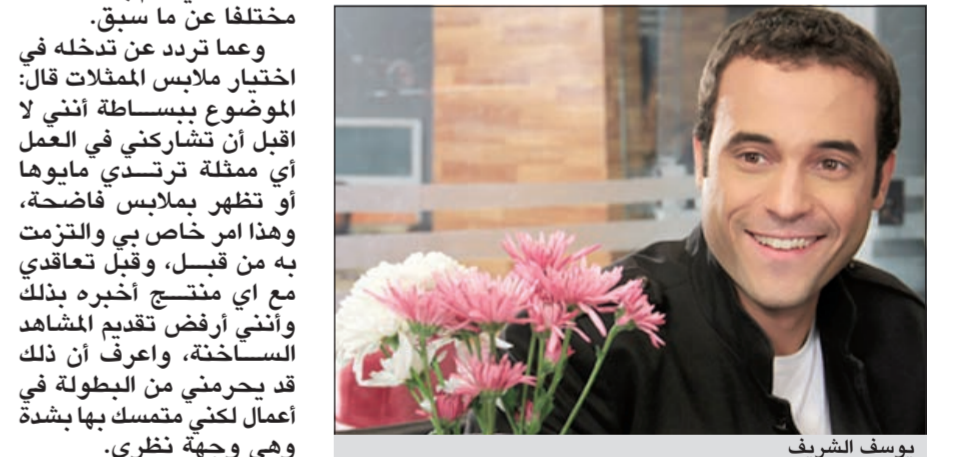 مختلفا عن ما سبق.
وعما تردد عن تدخله في
اختيار ملابس الممثلات قال:
الموضوع ببساطة أنني لا
اقبل أن تشاركني في العمل
أي ممثلة ترتدي مايوها
أو تظهر بملابس فاضحة،
وهذا امر خاص بي والتزمت
به من قبل، وقبل تعاقدي
مع اي منتج أخبره بذلك
وأنني أرفض تقديم المشاهد
الساخنة، واعرف أن ذلك
قد يحرمني من البطولة في
أعمال لكني متمسك بها بشدة
وهي وجهة نظري.
يوسف الشريف